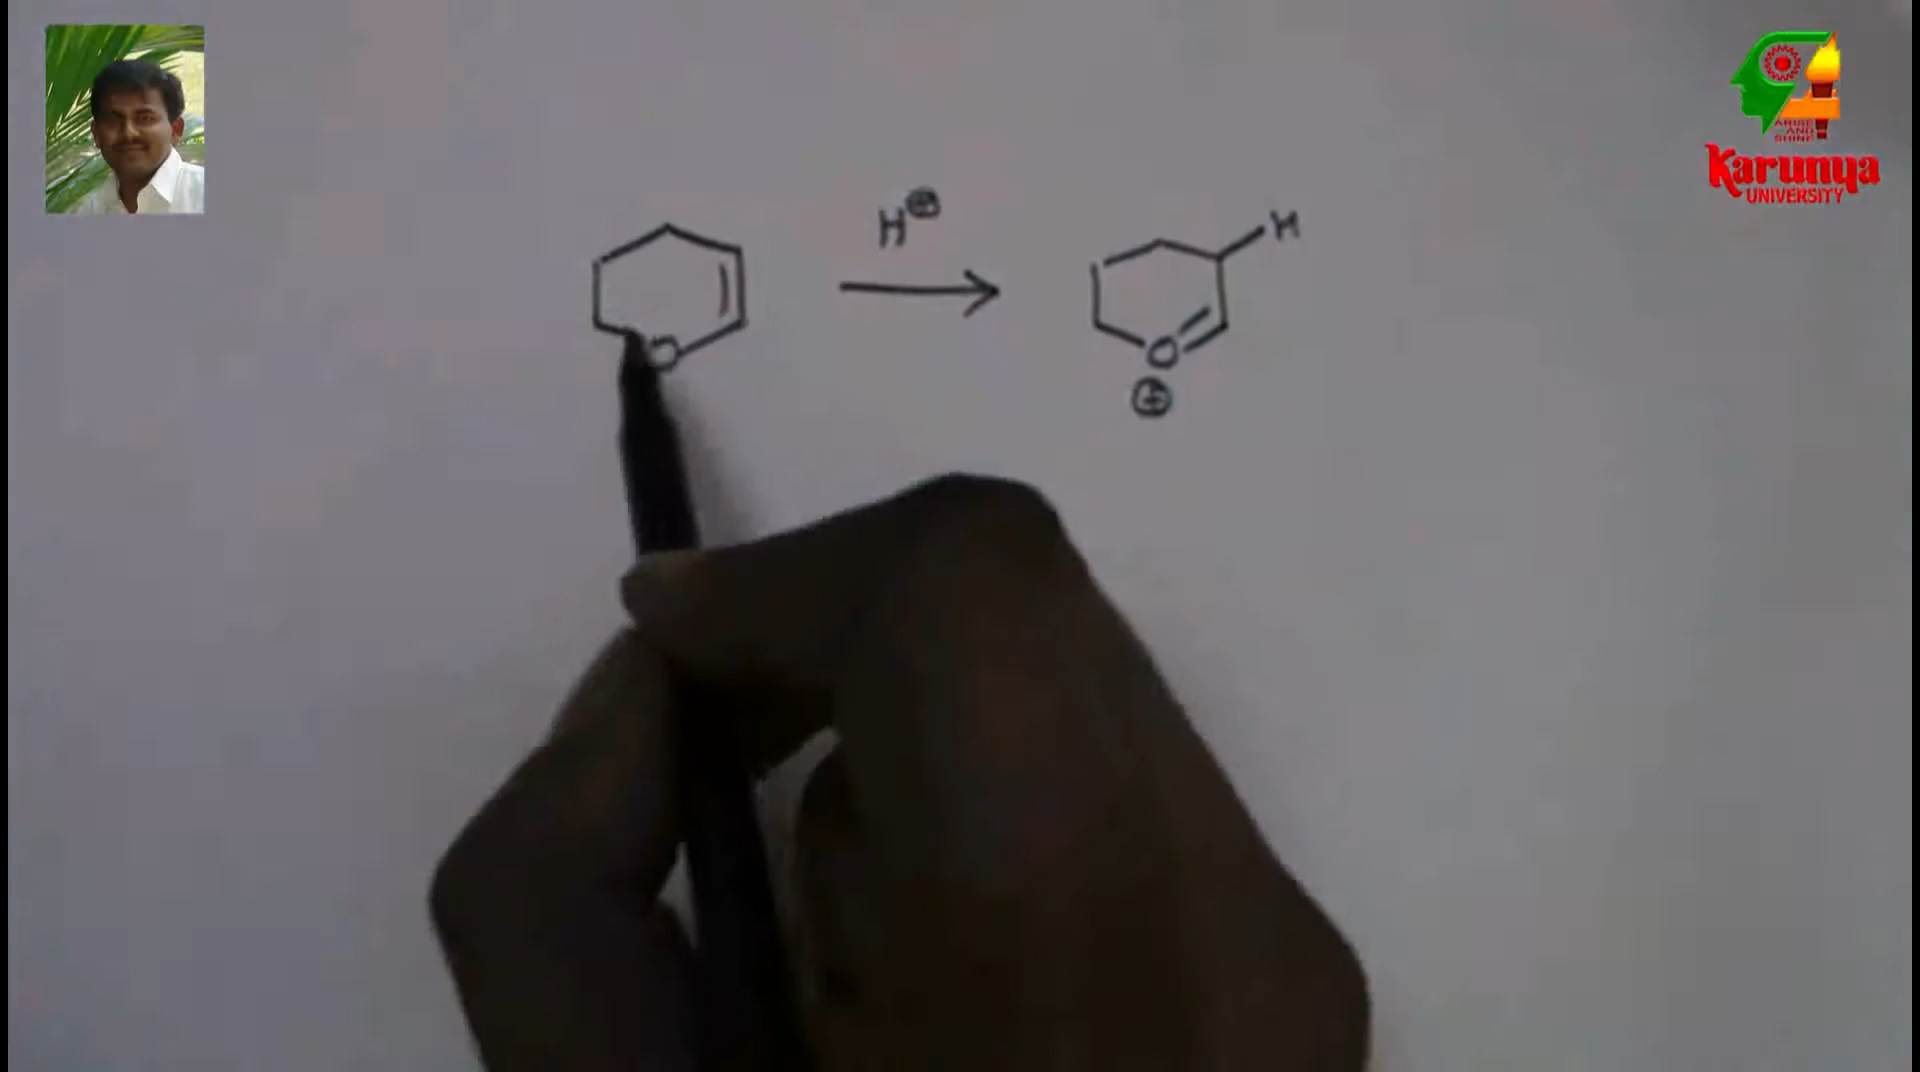 ARISE
AND
SHINE
Karunya
UNIVERSITY
H⊕
H
O
O
⊕